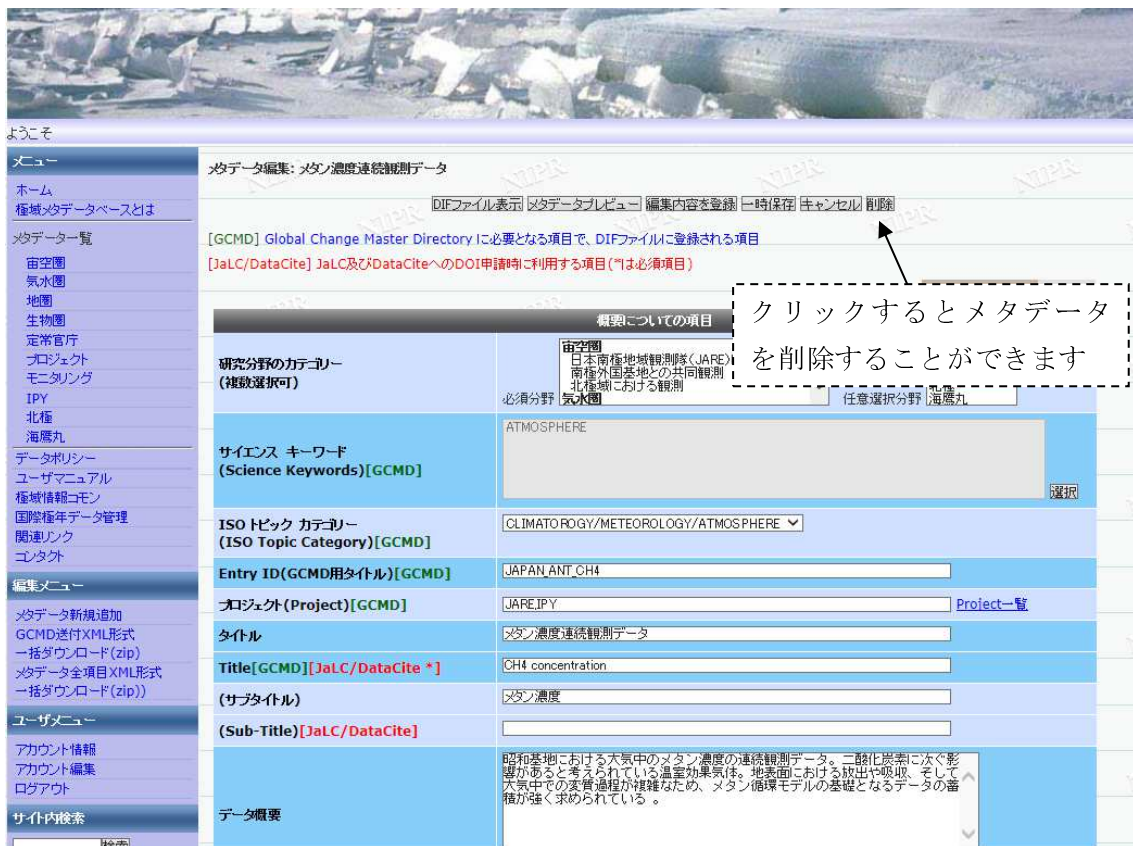 ようこそ
メニュー
ホーム
極域メタデータベースとは
メタデータ一覧
宙空圏
気水圏
地圏
生物圏
定常官庁
プロジェクト
モニタリング
IPY
北極
海鷹丸
データポリシー
ユーザマニュアル
極域情報コモン
国際極年データ管理
関連リンク
コンタクト
編集メニュー
メタデータ新規追加
GCMD送付XML形式
一括ダウンロード(zip)
メタデータ全項目XML形式
一括ダウンロード(zip))
ユーザメニュー
アカウント情報
アカウント編集
ログアウト
サイト内検索
検索
メタデータ編集: メタン濃度連続観測データ
DIFファイル表示 メタデータプレビュー 編集内容を登録 一時保存 キャンセル 削除
[GCMD] Global Change Master Directory に必要となる項目で、DIFファイルに登録される項目
[JaLC/DataCite] JaLC及びDataCiteへのDOI申請時に利用する項目(*は必須項目)
クリックするとメタデータ
を削除することができます
概要についての項目
研究分野のカテゴリー
(複数選択可)
必須分野
宙空圏
日本南極地域観測隊(JARE)
南極外国基地との共同観測
北極域における観測
気水圏
任意選択分野
北極
海鷹丸
サイエンス キーワード
(Science Keywords)[GCMD]
ATMOSPHERE
選択
ISO トピック カテゴリー
(ISO Topic Category)[GCMD]
CLIMATOROGY/METEOROLOGY/ATMOSPHERE
Entry ID(GCMD用タイトル)[GCMD]
JAPAN_ANT_CH4
プロジェクト(Project)[GCMD]
JARE,IPY
Project一覧
タイトル
メタン濃度連続観測データ
Title[GCMD][JaLC/DataCite *]
CH4 concentration
(サブタイトル)
メタン濃度
(Sub-Title)[JaLC/DataCite]
データ概要
昭和基地における大気中のメタン濃度の連続観測データ。二酸化炭素に次ぐ影
響があると考えられている温室効果気体。地表面における放出や吸収、そして
大気中での変質過程が複雑なため、メタン循環モデルの基礎となるデータの蓄
積が強く求められている 。
NIPR